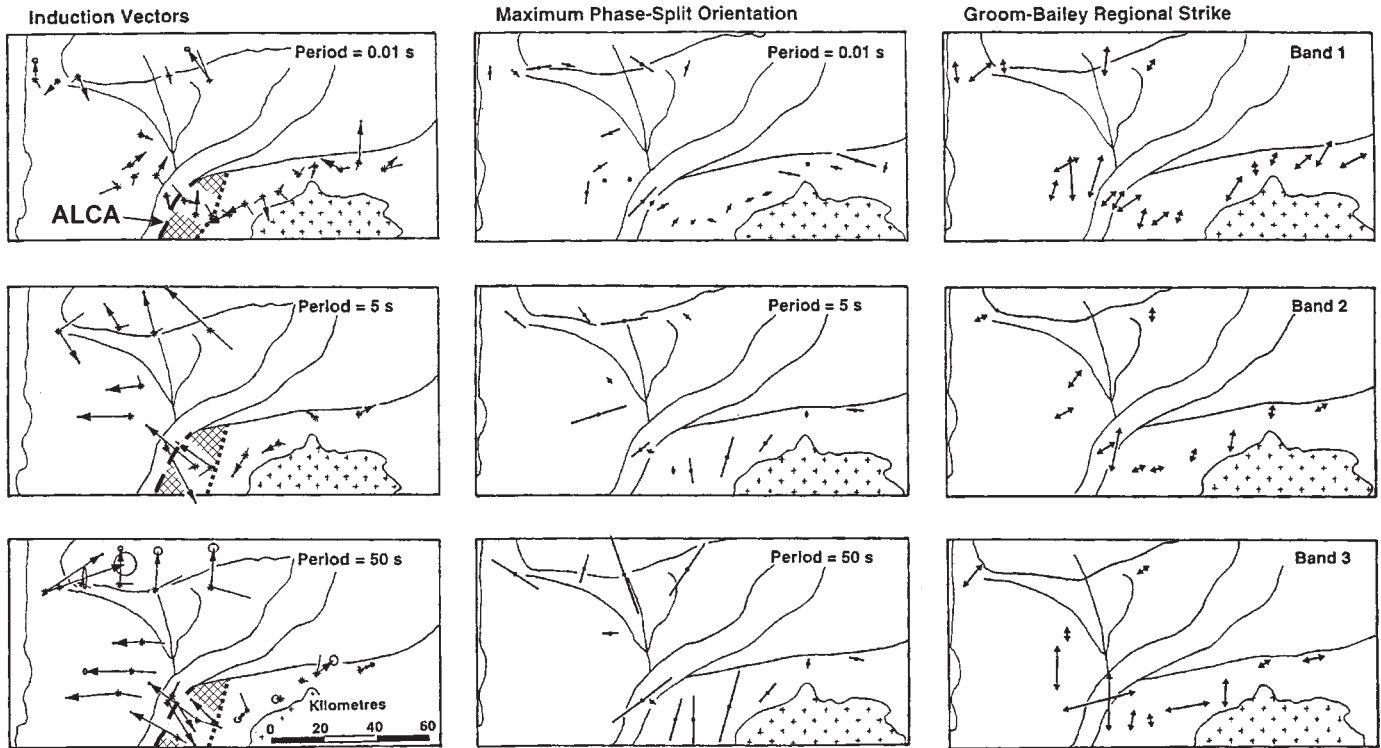 Induction Vectors
Maximum Phase-Split Orientation
Groom-Bailey Regional Strike
Period = 0.01 s
Period = 0.01 s
Band 1
ALCA
Period = 5 s
Period = 5 s
Band 2
Period = 50 s
Period = 50 s
Band 3
Kilometres
0 20 40 60